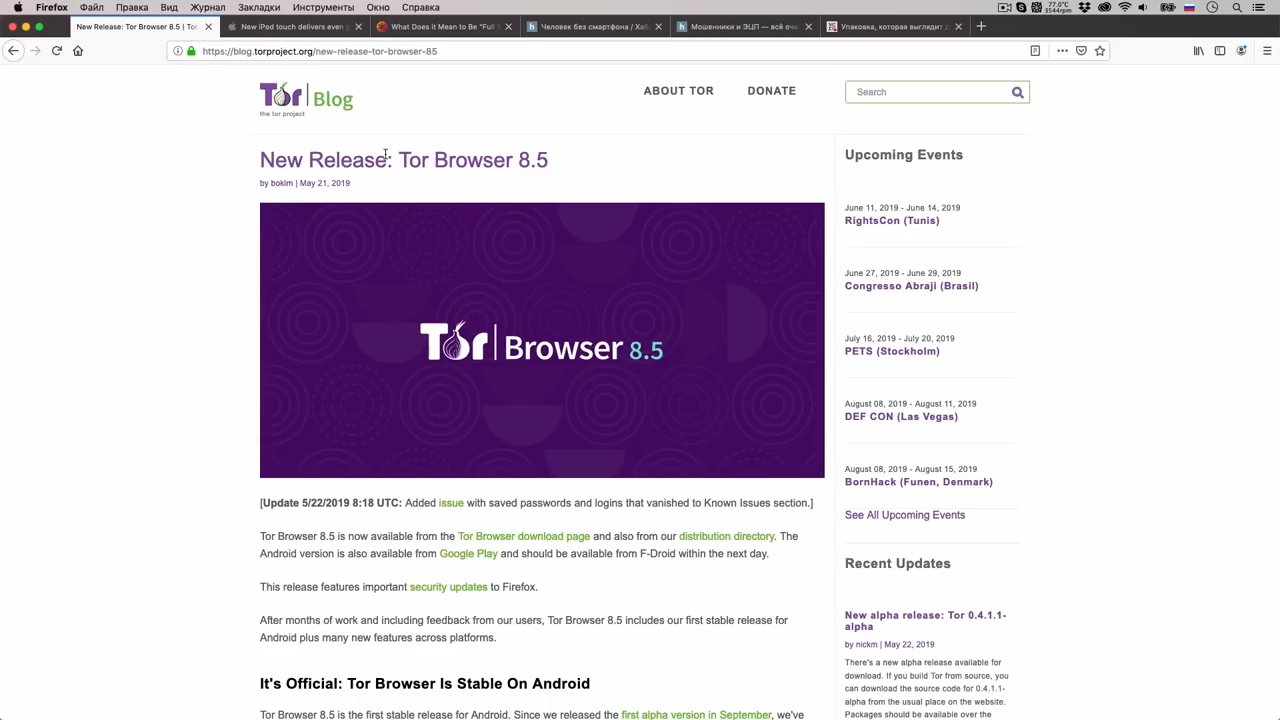 Firefox Файл Правка Вид Журнал Закладки Инструменты Окно Справка
77.0°C
3544rpm
New Release: Tor Browser 8.5 | Tor
New iPod touch delivers even g
What Does it Mean to Be "Full
Человек без смартфона / Хаб
Мошенники и ЭЦП — всё оче
Упаковка, которая выглядит д
https://blog.torproject.org/new-release-tor-browser-85
Tor | Blog
the tor project
ABOUT TOR
DONATE
Search
New Release: Tor Browser 8.5
by boklm | May 21, 2019
Tor | Browser 8.5
[Update 5/22/2019 8:18 UTC: Added issue with saved passwords and logins that vanished to Known Issues section.]
Tor Browser 8.5 is now available from the Tor Browser download page and also from our distribution directory. The
Android version is also available from Google Play and should be available from F-Droid within the next day.
This release features important security updates to Firefox.
After months of work and including feedback from our users, Tor Browser 8.5 includes our first stable release for
Android plus many new features across platforms.
It's Official: Tor Browser Is Stable On Android
Tor Browser 8.5 is the first stable release for Android. Since we released the first alpha version in September, we've
Upcoming Events
June 11, 2019 - June 14, 2019
RightsCon (Tunis)
June 27, 2019 - June 29, 2019
Congresso Abraji (Brasil)
July 16, 2019 - July 20, 2019
PETS (Stockholm)
August 08, 2019 - August 11, 2019
DEF CON (Las Vegas)
August 08, 2019 - August 15, 2019
BornHack (Funen, Denmark)
See All Upcoming Events
Recent Updates
New alpha release: Tor 0.4.1.1-
alpha
by nickm | May 22, 2019
There's a new alpha release available for
download. If you build Tor from source, you
can download the source code for 0.4.1.1-
alpha from the usual place on the website.
Packages should be available over the